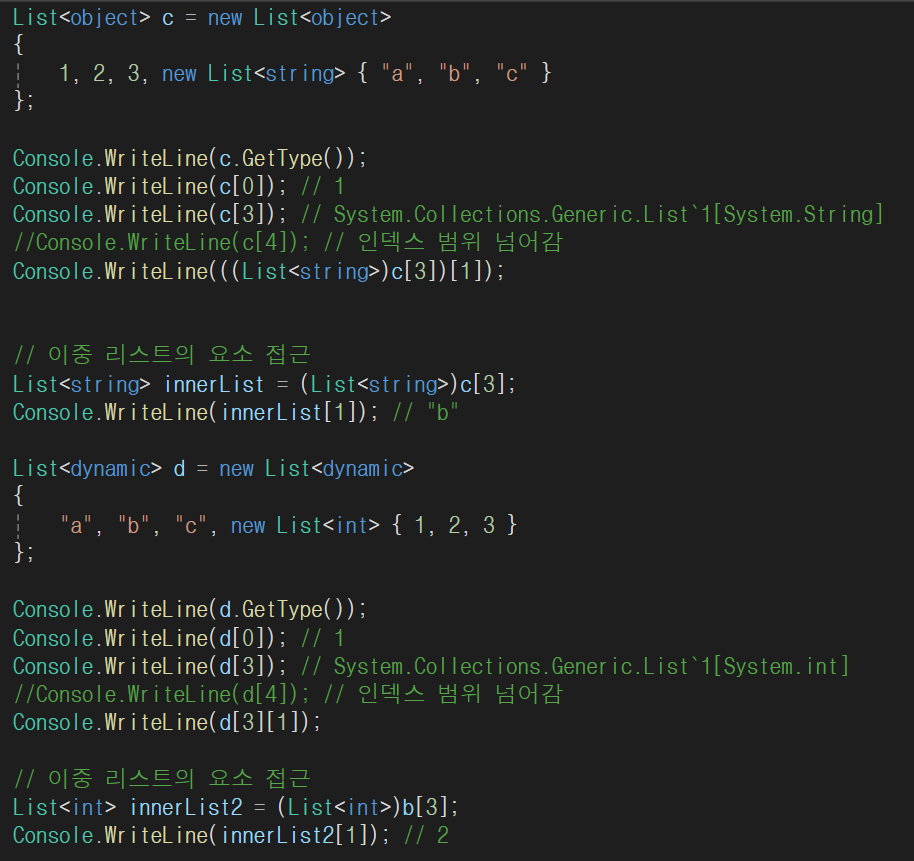 List<object> c = new List<object>
{
    1, 2, 3, new List<string> { "a", "b", "c" }
};
Console.WriteLine(c.GetType());
Console.WriteLine(c[0]); // 1
Console.WriteLine(c[3]); // System.Collections.Generic.List`1[System.String]
//Console.WriteLine(c[4]); // 인덱스 범위 넘어감
Console.WriteLine(((List<string>)c[3])[1]);
// 이중 리스트의 요소 접근
List<string> innerList = (List<string>)c[3];
Console.WriteLine(innerList[1]); // "b"
List<dynamic> d = new List<dynamic>
{
    "a", "b", "c", new List<int> { 1, 2, 3 }
};
Console.WriteLine(d.GetType());
Console.WriteLine(d[0]); // 1
Console.WriteLine(d[3]); // System.Collections.Generic.List`1[System.int]
//Console.WriteLine(d[4]); // 인덱스 범위 넘어감
Console.WriteLine(d[3][1]);
// 이중 리스트의 요소 접근
List<int> innerList2 = (List<int>)b[3];
Console.WriteLine(innerList2[1]); // 2